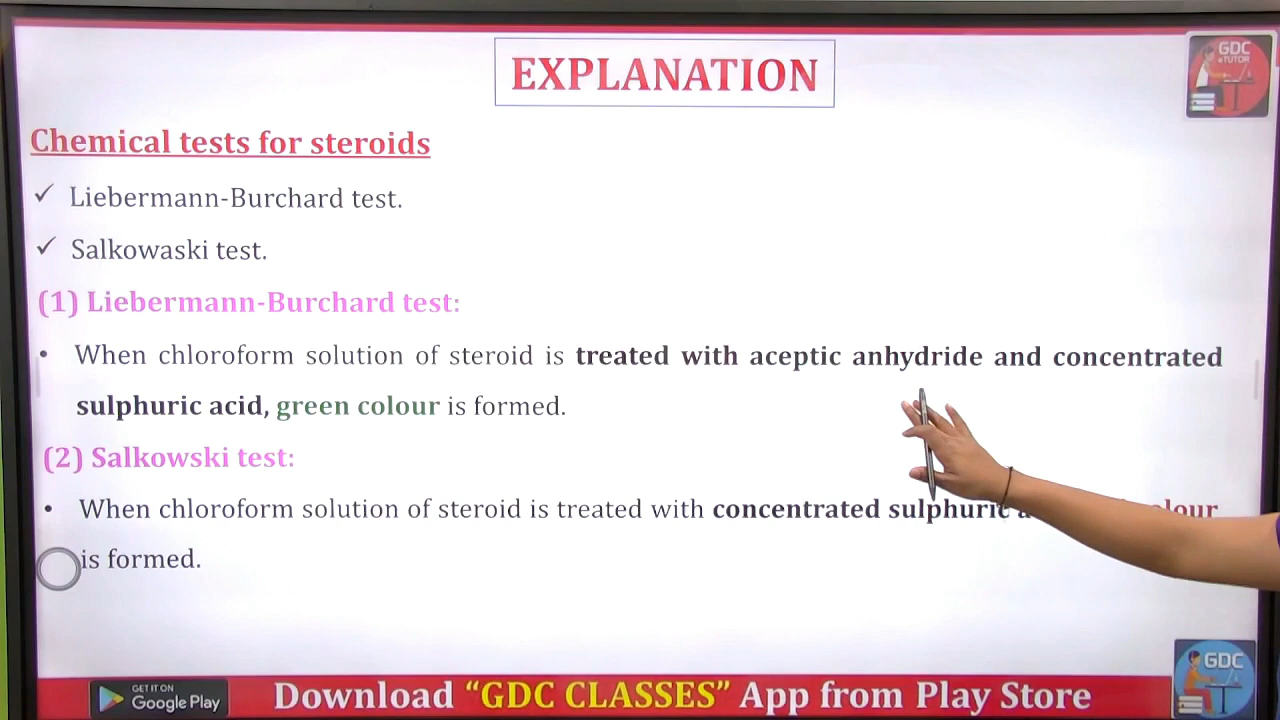 EXPLANATION
GDC
eTUTOR
Chemical tests for steroids
✓ Liebermann-Burchard test.
✓ Salkowaski test.
(1) Liebermann-Burchard test:
• When chloroform solution of steroid is treated with aceptic anhydride and concentrated
sulphuric acid, green colour is formed.
(2) Salkowski test:
• When chloroform solution of steroid is treated with concentrated sulphuric
is formed.
GDC
GET IT ON
Google Play
Download “GDC CLASSES” App from Play Store